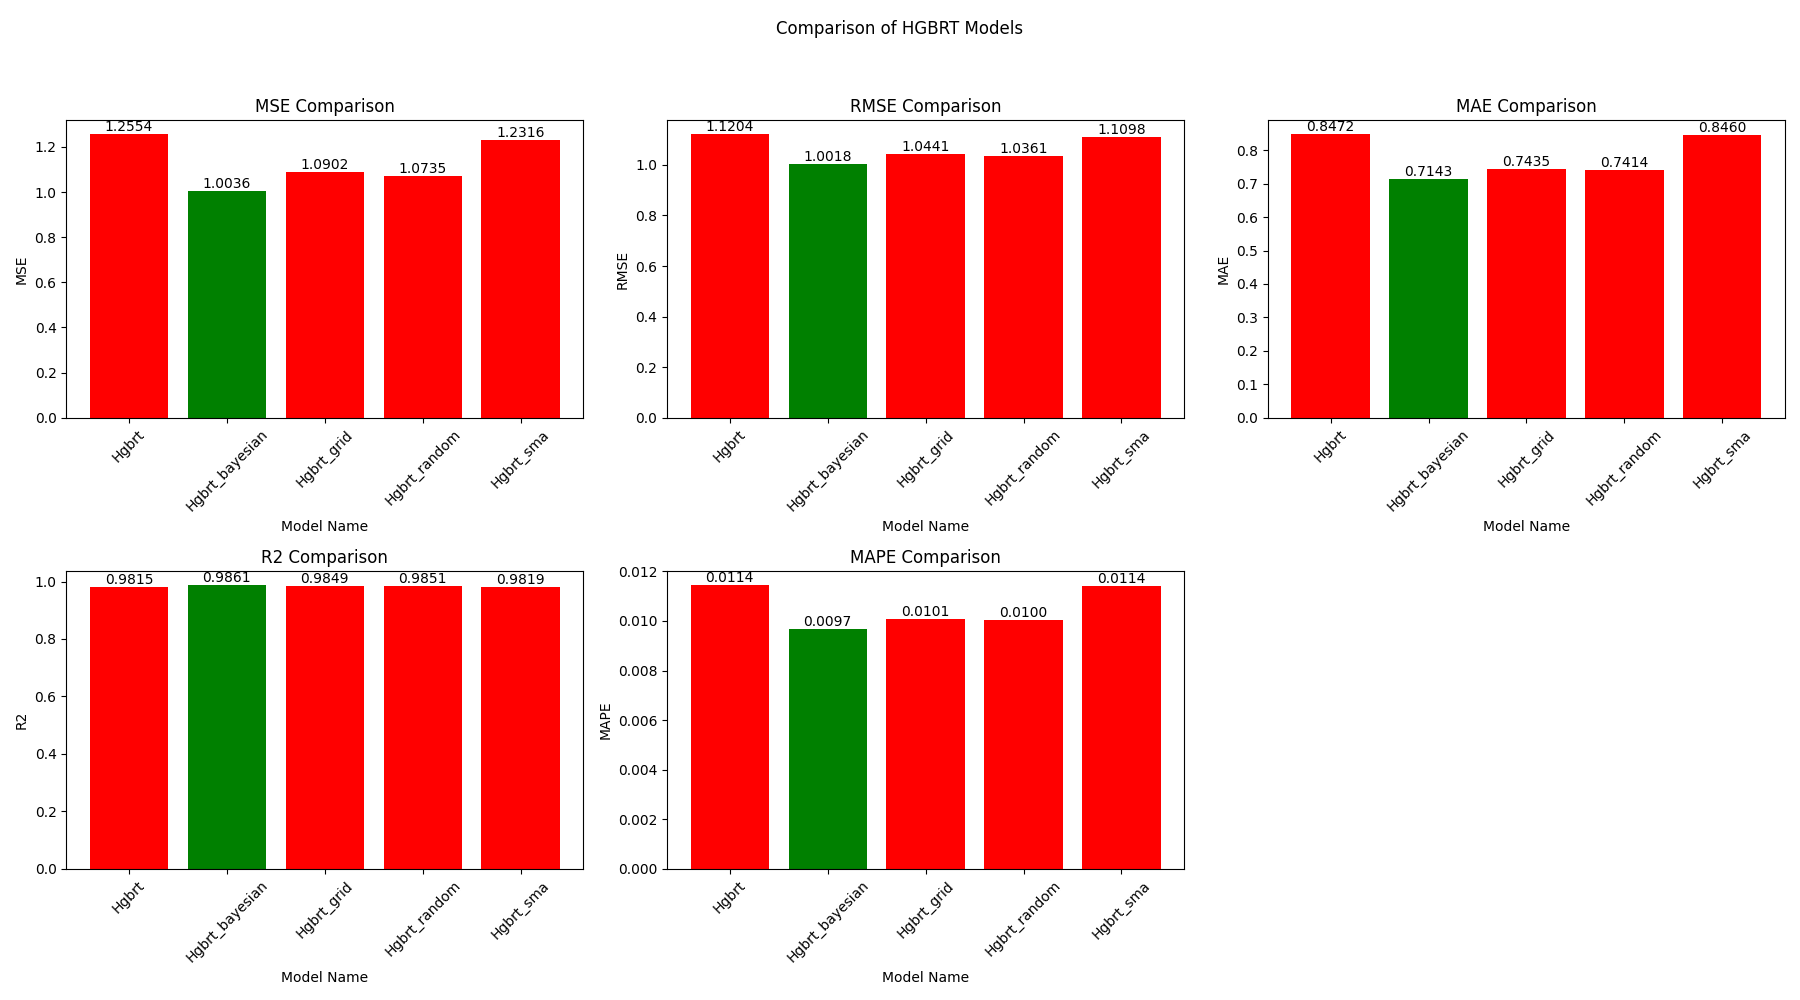 Comparison of HGBRT Models
MSE Comparison
1.2554
1.0036
1.0902
1.0735
1.2316
MSE
1.2
1.0
0.8
0.6
0.4
0.2
0.0
Hgbrt
Hgbrt_bayesian
Hgbrt_grid
Hgbrt_random
Hgbrt_sma
Model Name
RMSE Comparison
1.1204
1.0018
1.0441
1.0361
1.1098
RMSE
1.0
0.8
0.6
0.4
0.2
0.0
Hgbrt
Hgbrt_bayesian
Hgbrt_grid
Hgbrt_random
Hgbrt_sma
Model Name
MAE Comparison
0.8472
0.7143
0.7435
0.7414
0.8460
MAE
0.8
0.7
0.6
0.5
0.4
0.3
0.2
0.1
0.0
Hgbrt
Hgbrt_bayesian
Hgbrt_grid
Hgbrt_random
Hgbrt_sma
Model Name
R2 Comparison
0.9815
0.9861
0.9849
0.9851
0.9819
R2
1.0
0.8
0.6
0.4
0.2
0.0
Hgbrt
Hgbrt_bayesian
Hgbrt_grid
Hgbrt_random
Hgbrt_sma
Model Name
MAPE Comparison
0.0114
0.0097
0.0101
0.0100
0.0114
MAPE
0.012
0.010
0.008
0.006
0.004
0.002
0.000
Hgbrt
Hgbrt_bayesian
Hgbrt_grid
Hgbrt_random
Hgbrt_sma
Model Name